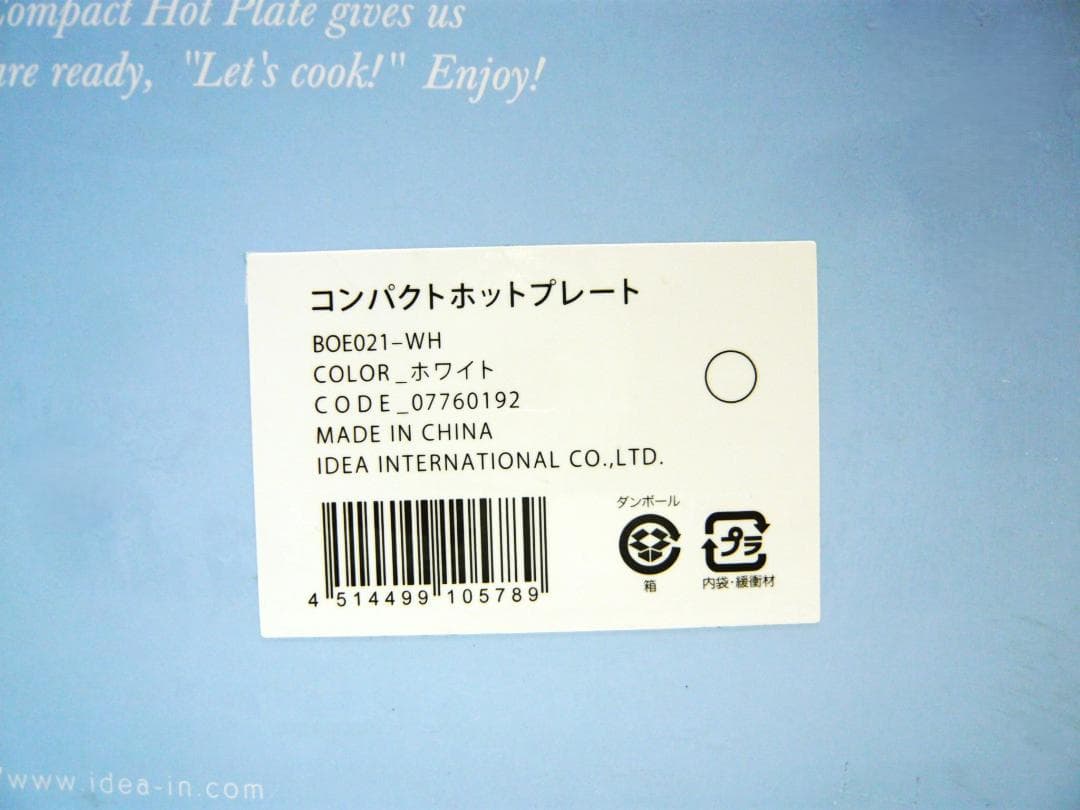 Compact Hot Plate gives us
are ready, "Let's cook!" Enjoy!
コンパクトホットプレート
BOE021-WH
COLOR_ホワイト
CODE_07760192
MADE IN CHINA
IDEA INTERNATIONAL CO.,LTD.
ダンボール
プラ
箱
内袋・緩衝材
4 514499 105789
www.idea-in.com